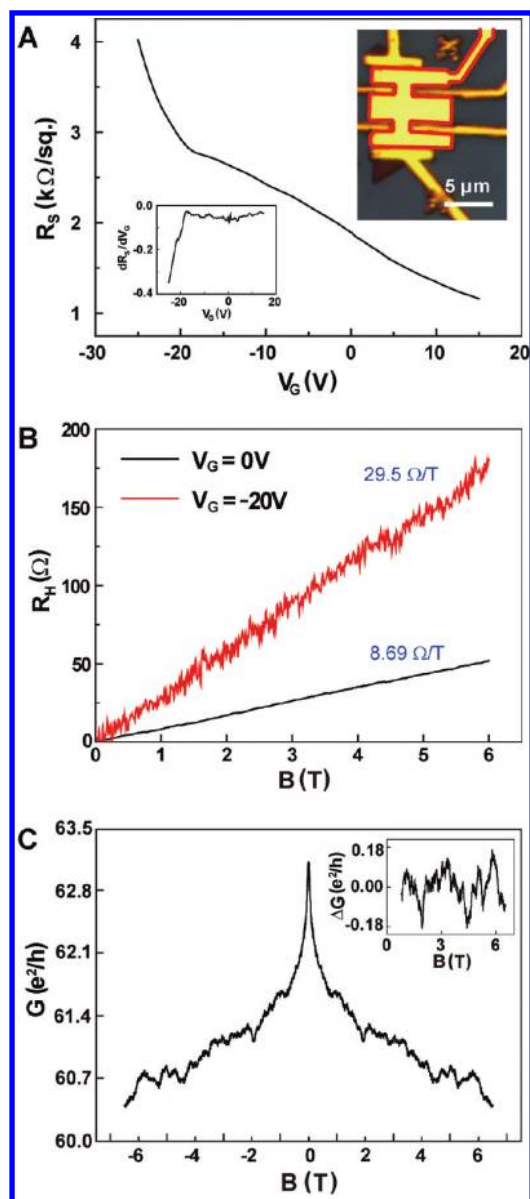 A
4
3
2
1
R_S (kΩ/sq.)
-30 -20 -10 0 10 20
V_G (V)
5 μm
0.0
-0.2
-0.4
dR_S/dV_G
-20 0 20
V_G (V)
B
200
150
100
50
0
R_H (Ω)
V_G = 0V
V_G = -20V
29.5 Ω/T
8.69 Ω/T
0 1 2 3 4 5 6
B (T)
C
63.5
62.8
62.1
61.4
60.7
60.0
G (e²/h)
-6 -4 -2 0 2 4 6
B (T)
0.18
0.00
-0.18
ΔG (e²/h)
0 3 6
B (T)